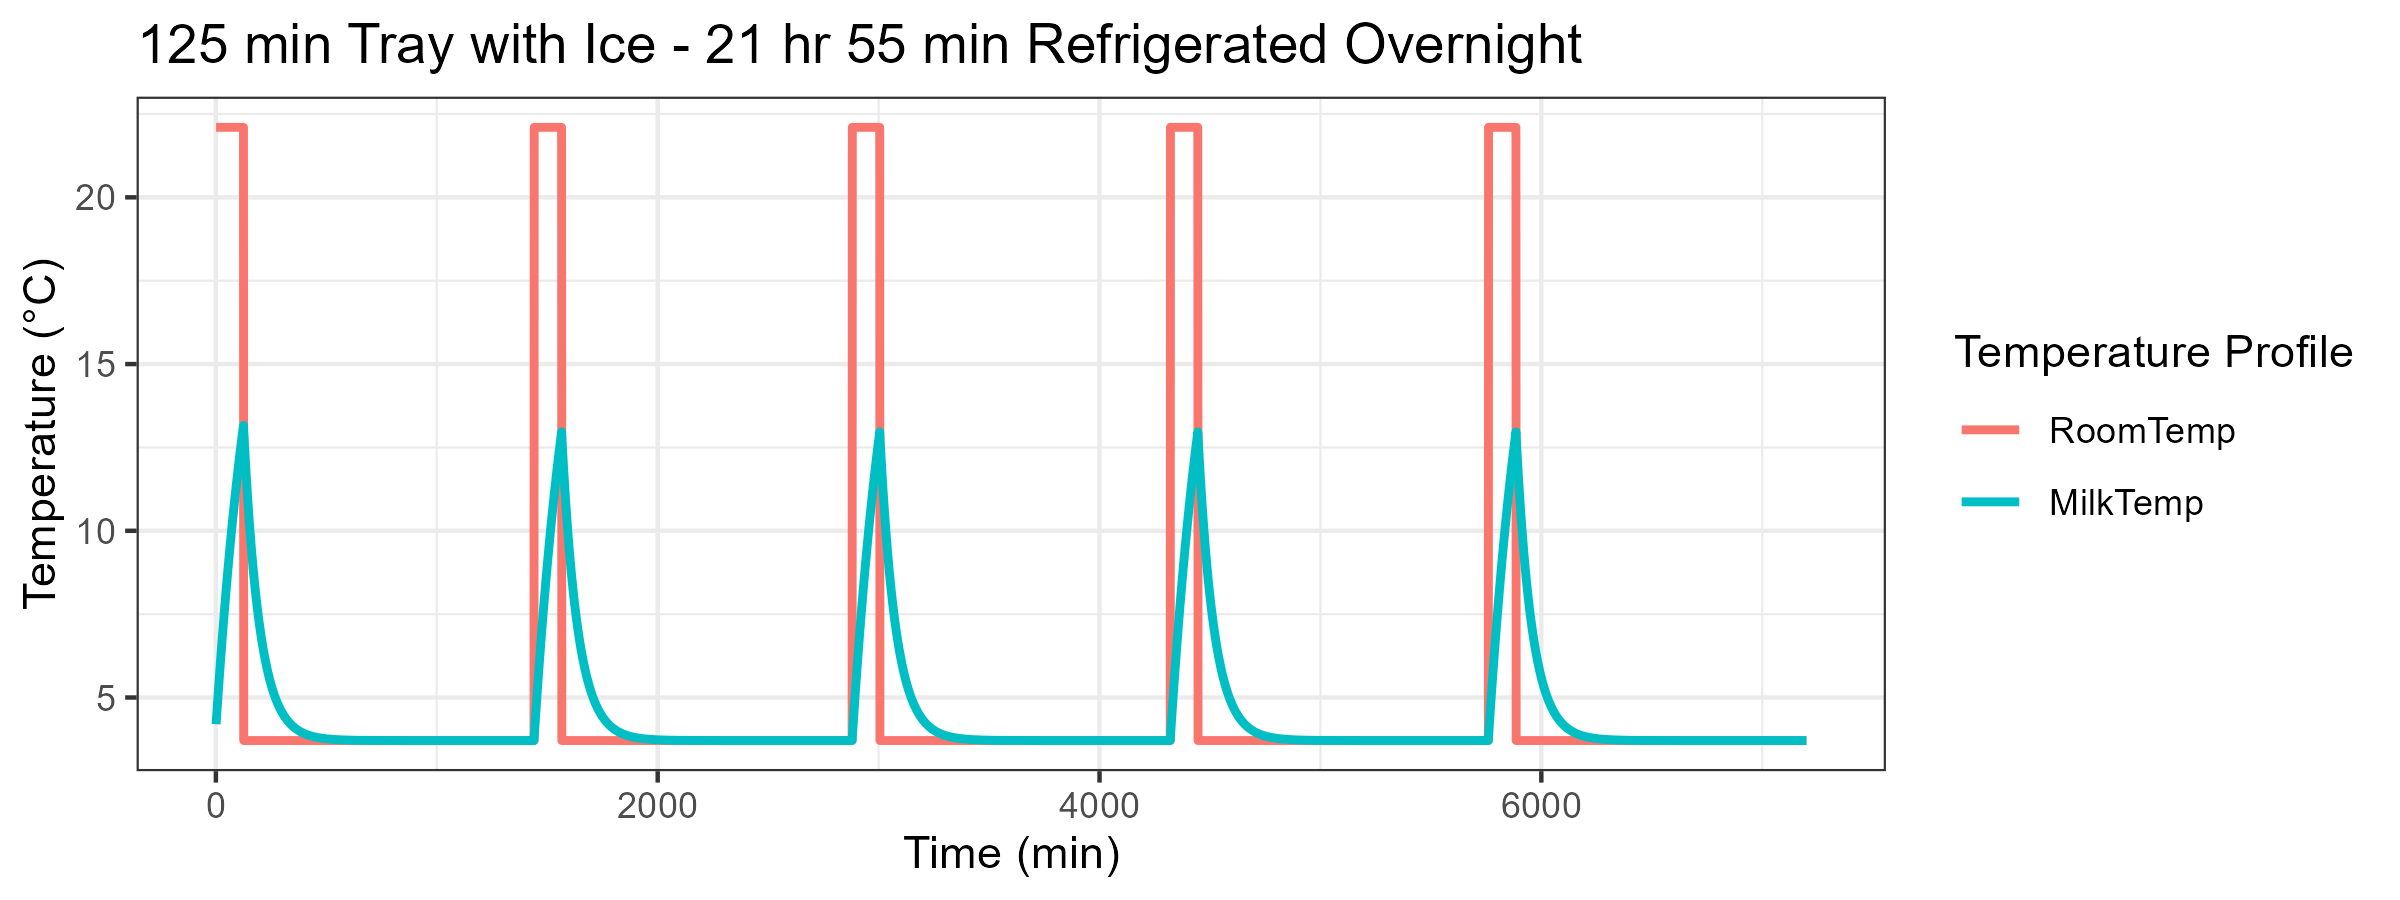 125 min Tray with Ice - 21 hr 55 min Refrigerated Overnight
Temperature (°C)
20
15
10
5
0
2000
4000
6000
Time (min)
Temperature Profile
RoomTemp
MilkTemp